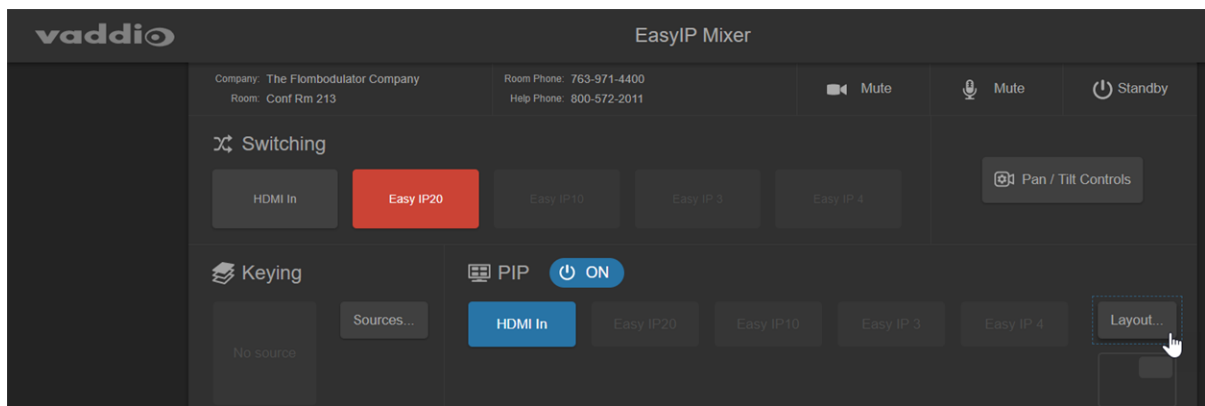 vaddio
EasyIP Mixer
Company: The Flombodulator Company
Room: Conf Rm 213
Room Phone: 763-971-4400
Help Phone: 800-572-2011
Mute
Mute
Standby
Switching
HDMI In
Easy IP20
Easy IP10
Easy IP 3
Easy IP 4
Pan / Tilt Controls
Keying
No source
Sources...
PIP
ON
HDMI In
Easy IP20
Easy IP10
Easy IP 3
Easy IP 4
Layout...